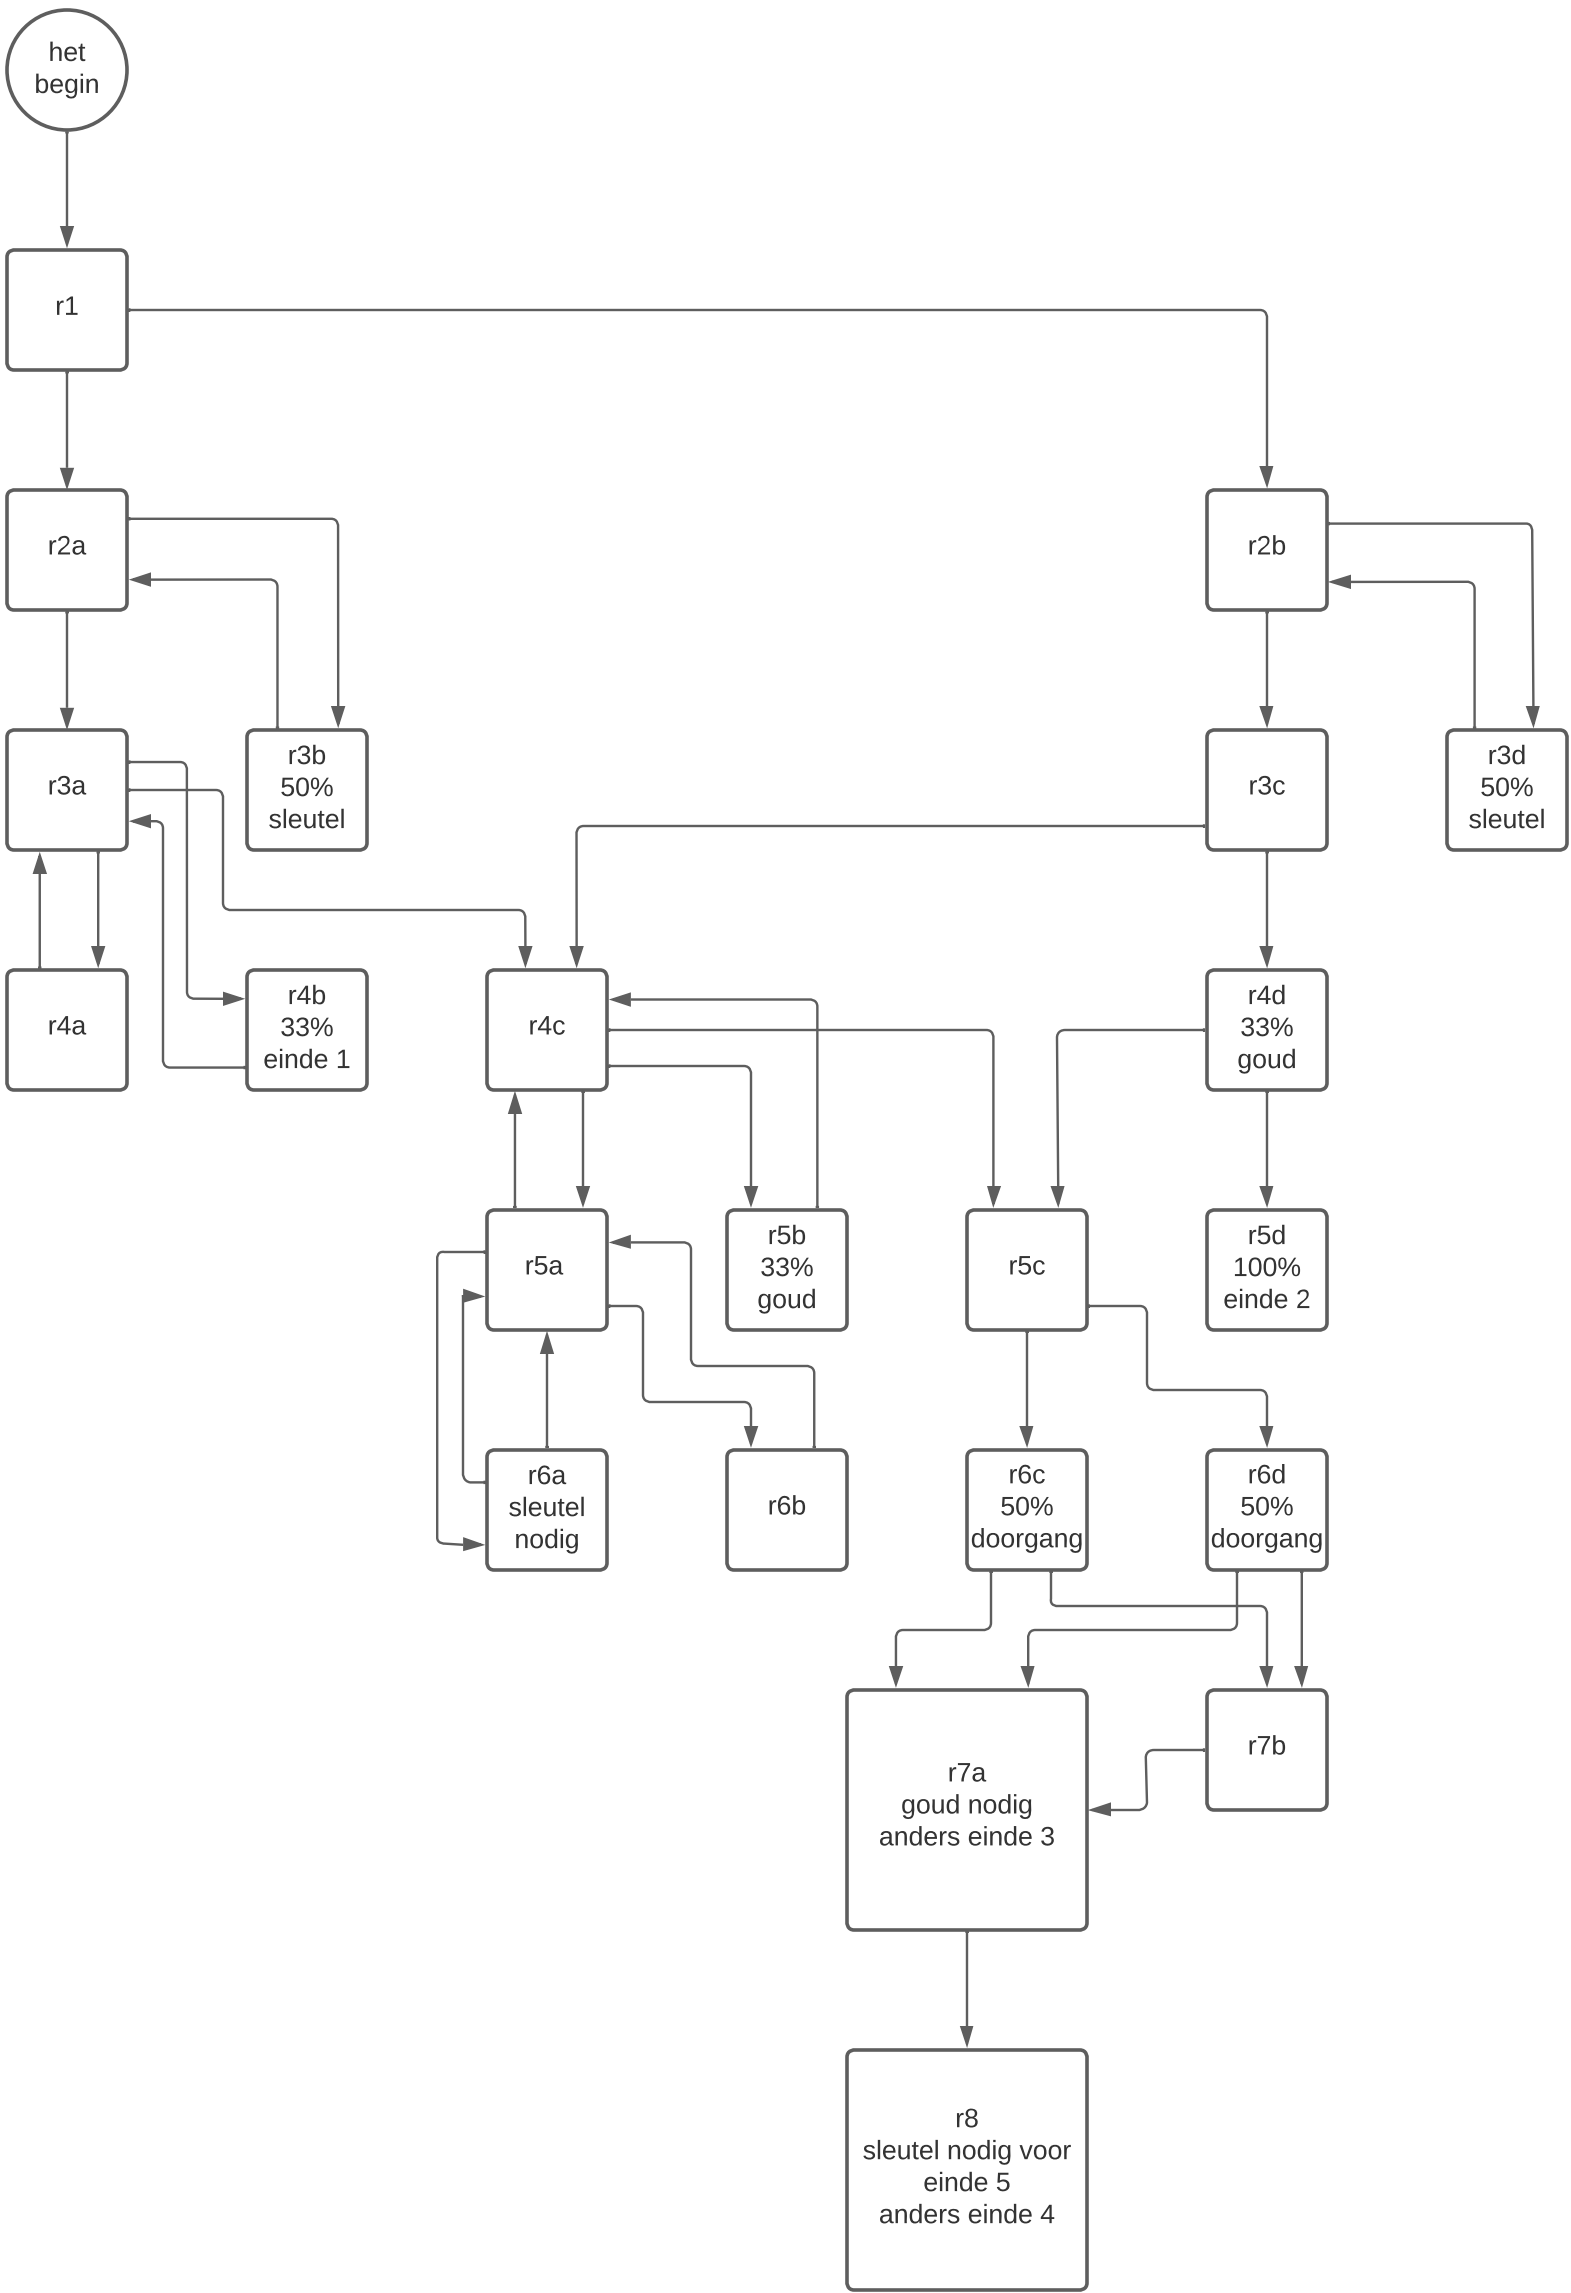 het
begin
r1
r2a
r2b
r3a
r3b
50%
sleutel
r3c
r3d
50%
sleutel
r4a
r4b
33%
einde 1
r4c
r4d
33%
goud
r5a
r5b
33%
goud
r5c
r5d
100%
einde 2
r6a
sleutel
nodig
r6b
r6c
50%
doorgang
r6d
50%
doorgang
r7a
goud nodig
anders einde 3
r7b
r8
sleutel nodig voor
einde 5
anders einde 4